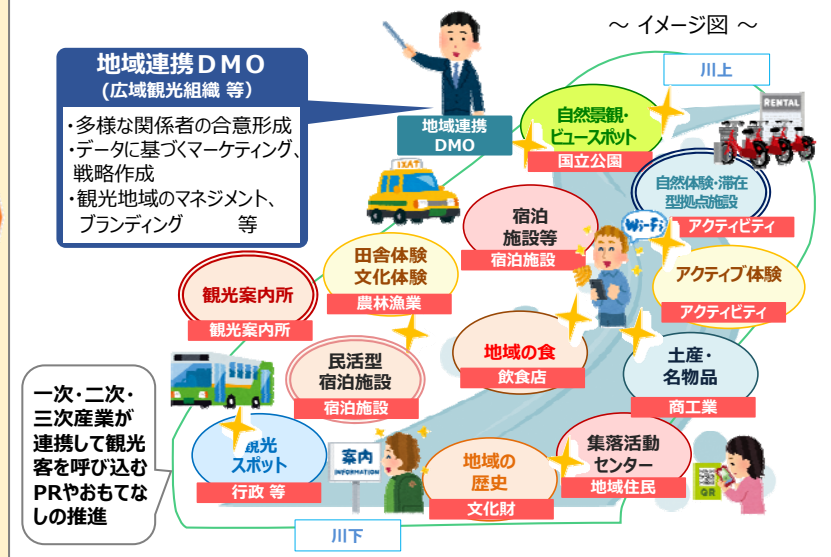 ～ イメージ図 ～
地域連携DMO
(広域観光組織 等）
・多様な関係者の合意形成
・データに基づくマーケティング、
戦略作成
・観光地域のマネジメント、
ブランディング 等
地域連携
DMO
川上
自然景観・
ビュースポット
国立公園
RENTAL
自然体験・滞在
型拠点施設
アクティビティ
TAXI
宿泊
施設等
宿泊施設
Wi-Fi
田舎体験
文化体験
農林漁業
アクティブ体験
アクティビティ
観光案内所
観光案内所
地域の食
飲食店
民活型
宿泊施設
宿泊施設
土産・
名物品
商工業
一次・二次・
三次産業が
連携して観光
客を呼び込む
PRやおもてな
しの推進
観光
スポット
行政 等
案内
INFORMATION
地域の
歴史
文化財
集落活動
センター
地域住民
QR
川下